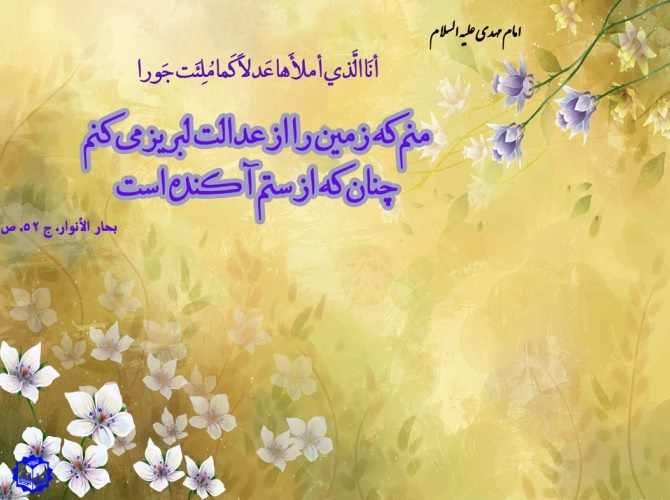 امام مهدی علیه السلام
أنَا الَّذي أملأَها عَدلاً كَما مُلِئَت جَورا
منم که زمین را از عدالت لبریز می کنم
چنان که از ستم آکنده است
بحار الأنوار، ج ٥٢، ص